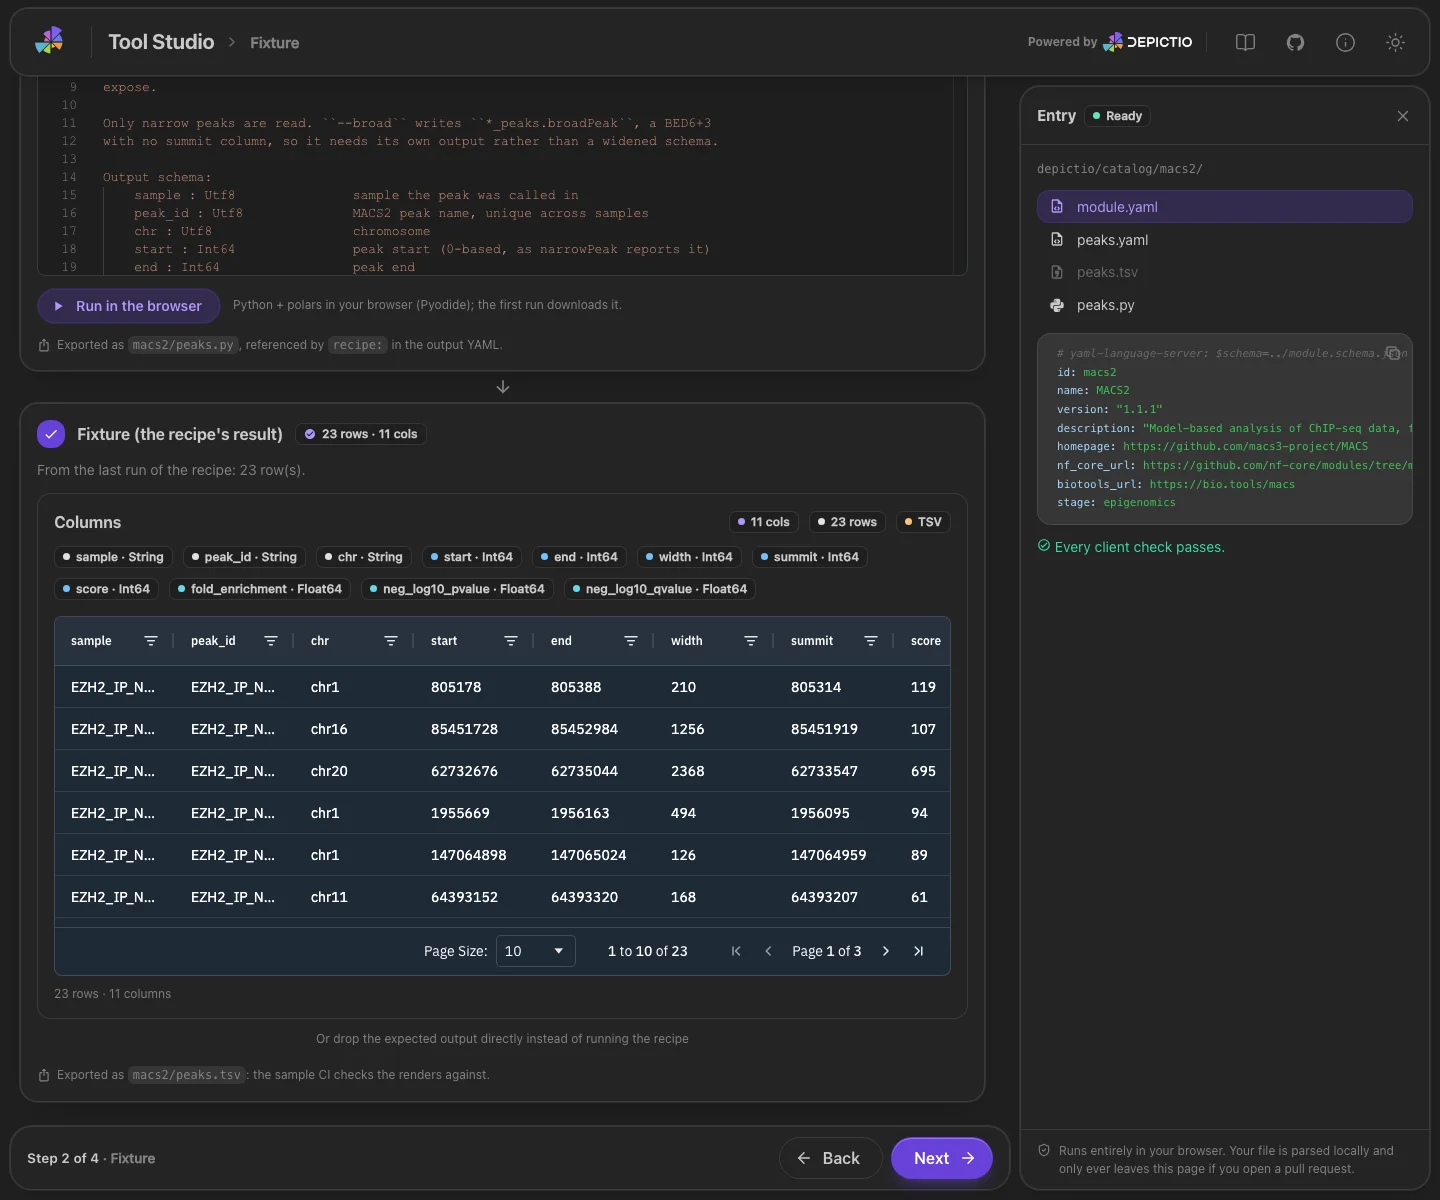 Tool Studio > Fixture
Powered by DEPICTIO
9 expose.
10
11 Only narrow peaks are read. ``--broad`` writes ``*_peaks.broadPeak``, a BED6+3
12 with no summit column, so it needs its own output rather than a widened schema.
13
14 Output schema:
15 sample : Utf8 sample the peak was called in
16 peak_id : Utf8 MACS2 peak name, unique across samples
17 chr : Utf8 chromosome
18 start : Int64 peak start (0-based, as narrowPeak reports it)
19 end : Int64 peak end
Run in the browser
Python + polars in your browser (Pyodide); the first run downloads it.
Exported as macs2/peaks.py, referenced by recipe: in the output YAML.
Fixture (the recipe's result)
23 rows · 11 cols
From the last run of the recipe: 23 row(s).
Columns
11 cols
23 rows
TSV
sample · String
peak_id · String
chr · String
start · Int64
end · Int64
width · Int64
summit · Int64
score · Int64
fold_enrichment · Float64
neg_log10_pvalue · Float64
neg_log10_qvalue · Float64
sample peak_id chr start end width summit score
EZH2_IP_N... EZH2_IP_N... chr1 805178 805388 210 805314 119
EZH2_IP_N... EZH2_IP_N... chr16 85451728 85452984 1256 85451919 107
EZH2_IP_N... EZH2_IP_N... chr20 62732676 62735044 2368 62733547 695
EZH2_IP_N... EZH2_IP_N... chr1 1955669 1956163 494 1956095 94
EZH2_IP_N... EZH2_IP_N... chr1 147064898 147065024 126 147064959 89
EZH2_IP_N... EZH2_IP_N... chr11 64393152 64393320 168 64393207 61
Page Size: 10 1 to 10 of 23 Page 1 of 3
23 rows · 11 columns
Or drop the expected output directly instead of running the recipe
Exported as macs2/peaks.tsv: the sample CI checks the renders against.
Step 2 of 4 · Fixture
Back
Next
Entry
Ready
depictio/catalog/macs2/
module.yaml
peaks.yaml
peaks.tsv
peaks.py
# yaml-language-server: $schema=../module.schema.json
id: macs2
name: MACS2
version: "1.1.1"
description: "Model-based analysis of ChIP-seq data, f
homepage: https://github.com/macs3-project/MACS
nf_core_url: https://github.com/nf-core/modules/tree/m
biotools_url: https://bio.tools/macs
stage: epigenomics
Every client check passes.
Runs entirely in your browser. Your file is parsed locally and
only ever leaves this page if you open a pull request.